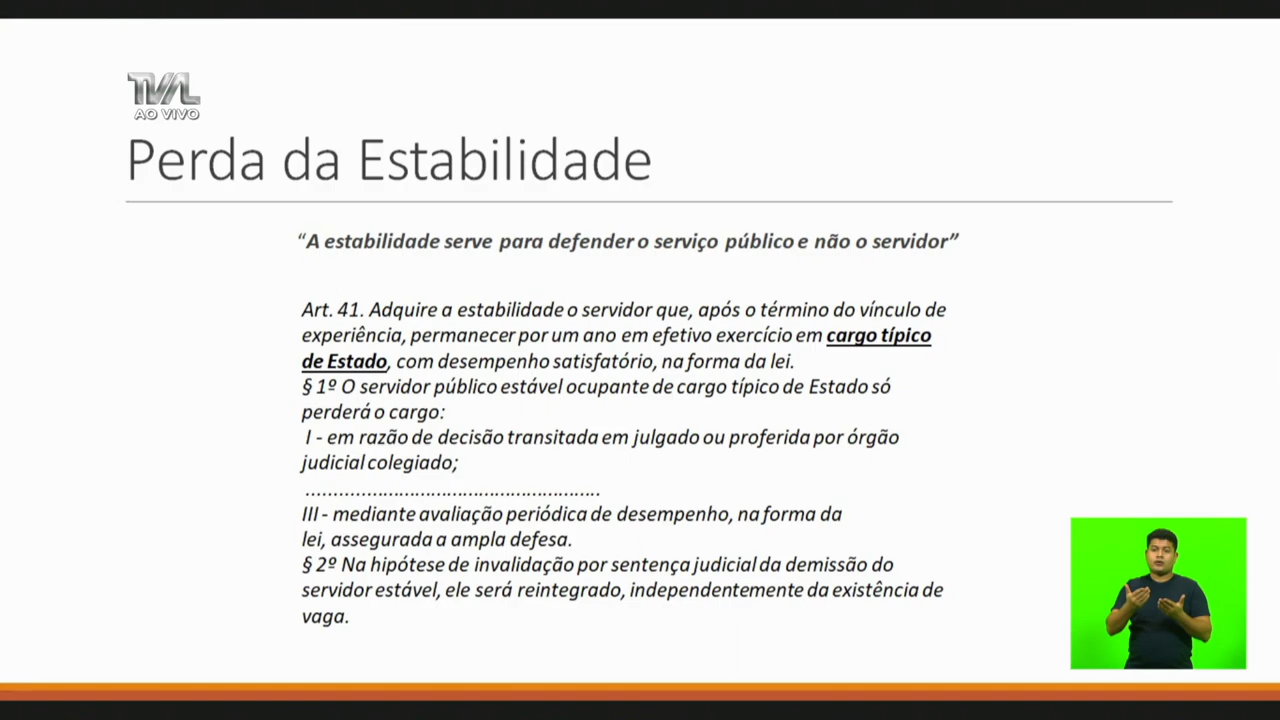 TVAL
AO VIVO
Perda da Estabilidade
“A estabilidade serve para defender o serviço público e não o servidor”
Art. 41. Adquire a estabilidade o servidor que, após o término do vínculo de
experiência, permanecer por um ano em efetivo exercício em cargo típico
de Estado, com desempenho satisfatório, na forma da lei.
§ 1º O servidor público estável ocupante de cargo típico de Estado só
perderá o cargo:
I - em razão de decisão transitada em julgado ou proferida por órgão
judicial colegiado;
......................................................
III - mediante avaliação periódica de desempenho, na forma da
lei, assegurada a ampla defesa.
§ 2º Na hipótese de invalidação por sentença judicial da demissão do
servidor estável, ele será reintegrado, independentemente da existência de
vaga.